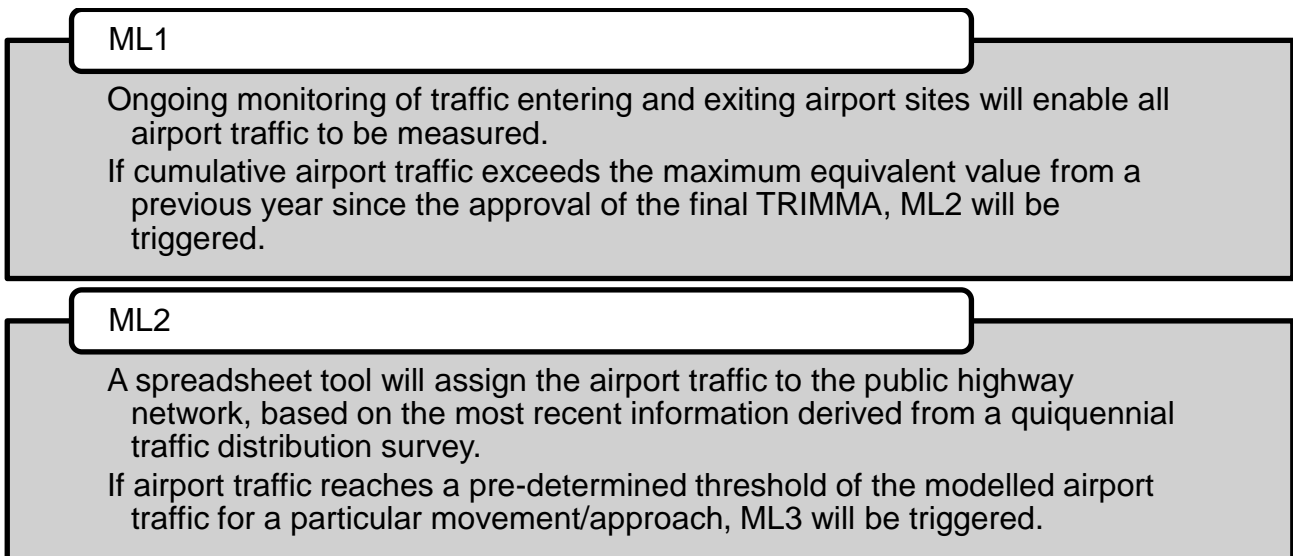 ML1
Ongoing monitoring of traffic entering and exiting airport sites will enable all
airport traffic to be measured.
If cumulative airport traffic exceeds the maximum equivalent value from a
previous year since the approval of the final TRIMMA, ML2 will be
triggered.
ML2
A spreadsheet tool will assign the airport traffic to the public highway
network, based on the most recent information derived from a quiquennial
traffic distribution survey.
If airport traffic reaches a pre-determined threshold of the modelled airport
traffic for a particular movement/approach, ML3 will be triggered.